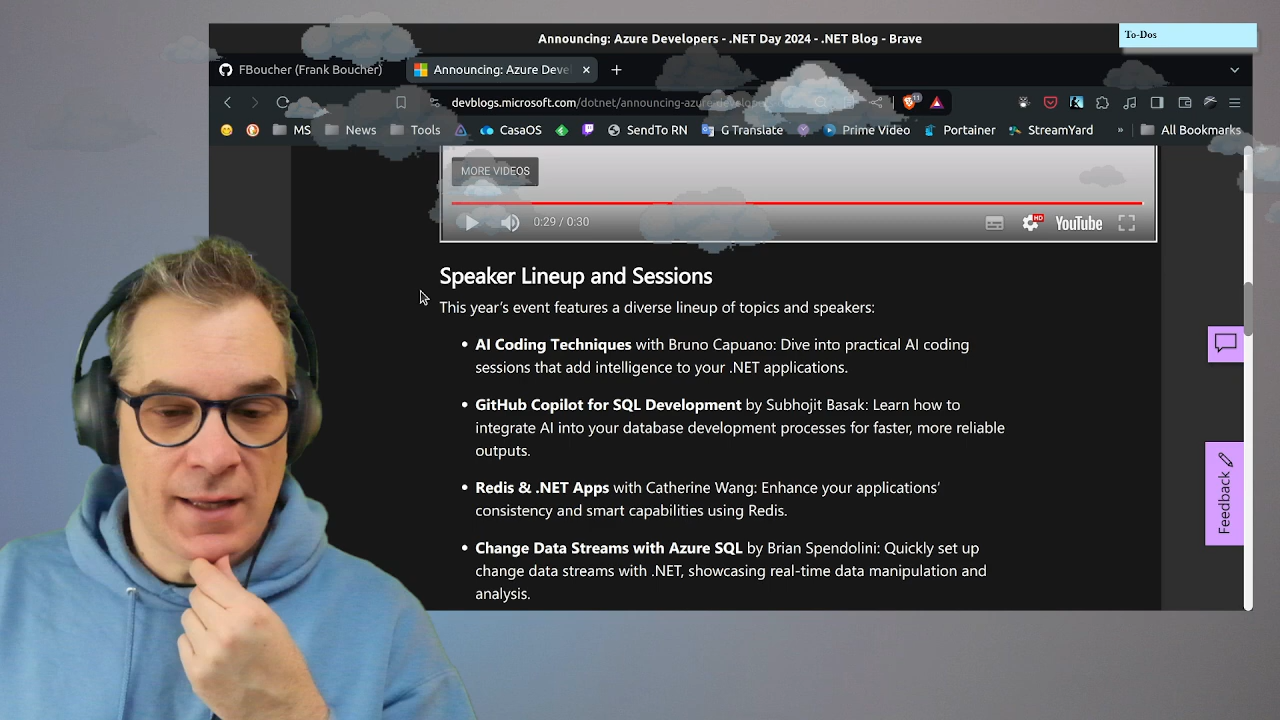 Announcing: Azure Developers - .NET Day 2024 - .NET Blog - Brave
To-Dos
FBoucher (Frank Boucher)
Announcing: Azure Deve
devblogs.microsoft.com/dotnet/announcing-azure-develope
11
MS
News
Tools
CasaOS
SendTo RN
G Translate
Prime Video
Portainer
StreamYard
» All Bookmarks
MORE VIDEOS
0:29 / 0:30
HD
YouTube
Speaker Lineup and Sessions
This year's event features a diverse lineup of topics and speakers:
• AI Coding Techniques with Bruno Capuano: Dive into practical AI coding
sessions that add intelligence to your .NET applications.
• GitHub Copilot for SQL Development by Subhojit Basak: Learn how to
integrate AI into your database development processes for faster, more reliable
outputs.
• Redis & .NET Apps with Catherine Wang: Enhance your applications'
consistency and smart capabilities using Redis.
• Change Data Streams with Azure SQL by Brian Spendolini: Quickly set up
change data streams with .NET, showcasing real-time data manipulation and
analysis.
Feedback